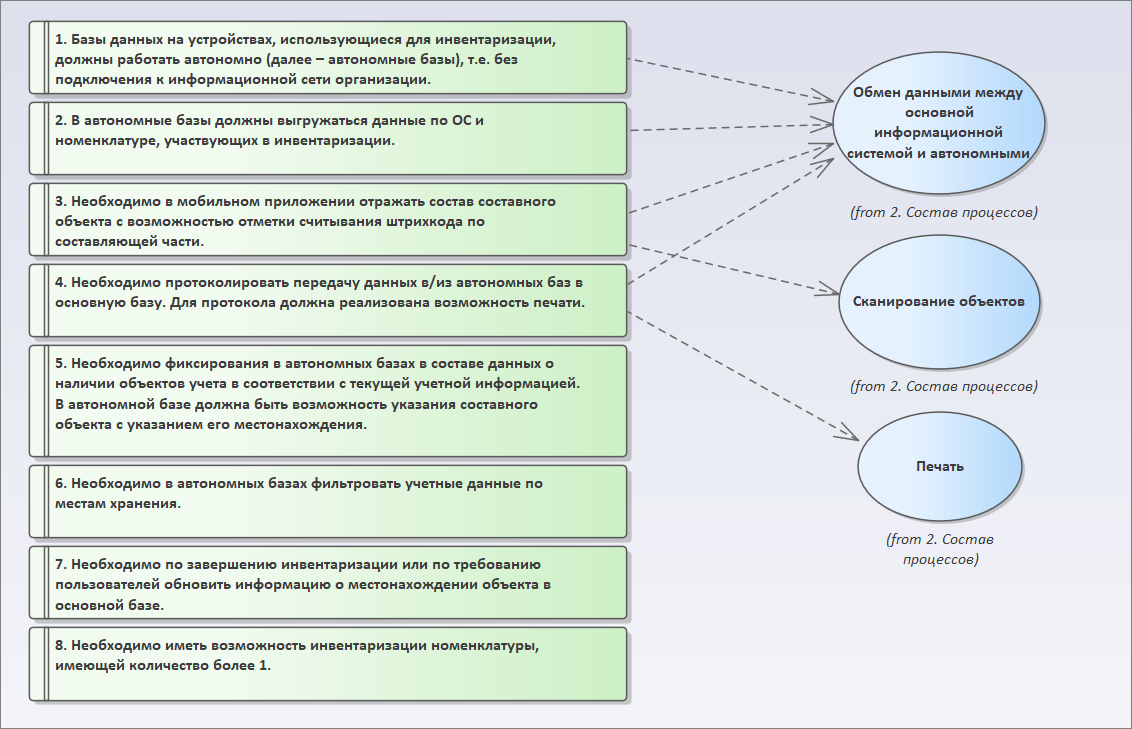 1. Базы данных на устройствах, использующиеся для инвентаризации,
должны работать автономно (далее – автономные базы), т.е. без
подключения к информационной сети организации.
2. В автономные базы должны выгружаться данные по ОС и
номенклатуре, участвующих в инвентаризации.
3. Необходимо в мобильном приложении отражать состав составного
объекта с возможностью отметки считывания штрихкода по
составляющей части.
4. Необходимо протоколировать передачу данных в/из автономных баз в
основную базу. Для протокола должна реализована возможность печати.
5. Необходимо фиксирования в автономных базах в составе данных о
наличии объектов учета в соответствии с текущей учетной информацией.
В автономной базе должна быть возможность указания составного
объекта с указанием его местонахождения.
6. Необходимо в автономных базах фильтровать учетные данные по
местам хранения.
7. Необходимо по завершению инвентаризации или по требованию
пользователей обновить информацию о местонахождении объекта в
основной базе.
8. Необходимо иметь возможность инвентаризации номенклатуры,
имеющей количество более 1.
Обмен данными между
основной
информационной
системой и автономными
(from 2. Состав процессов)
Сканирование объектов
(from 2. Состав процессов)
Печать
(from 2. Состав
процессов)